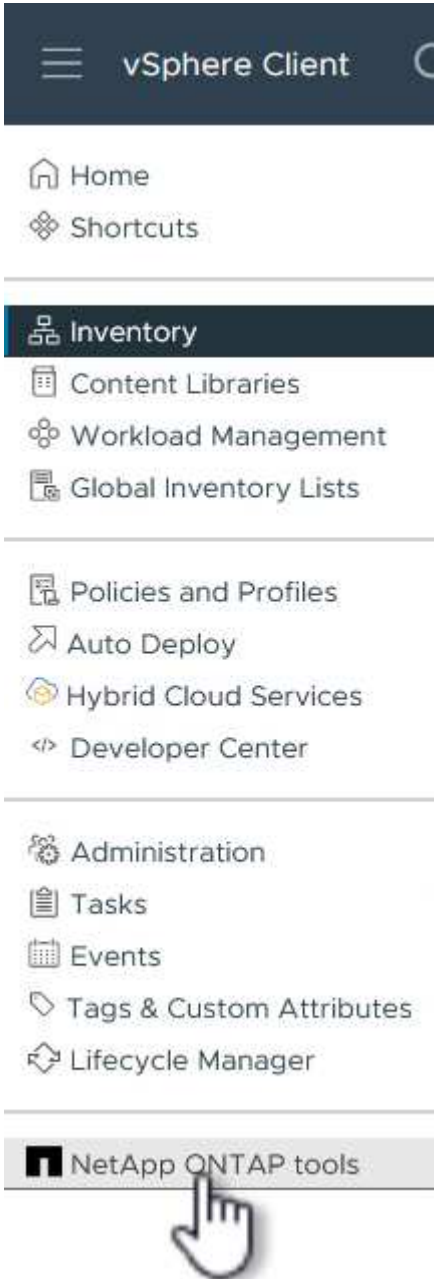 vSphere Client
Home
Shortcuts
Inventory
Content Libraries
Workload Management
Global Inventory Lists
Policies and Profiles
Auto Deploy
Hybrid Cloud Services
Developer Center
Administration
Tasks
Events
Tags & Custom Attributes
Lifecycle Manager
NetApp ONTAP tools